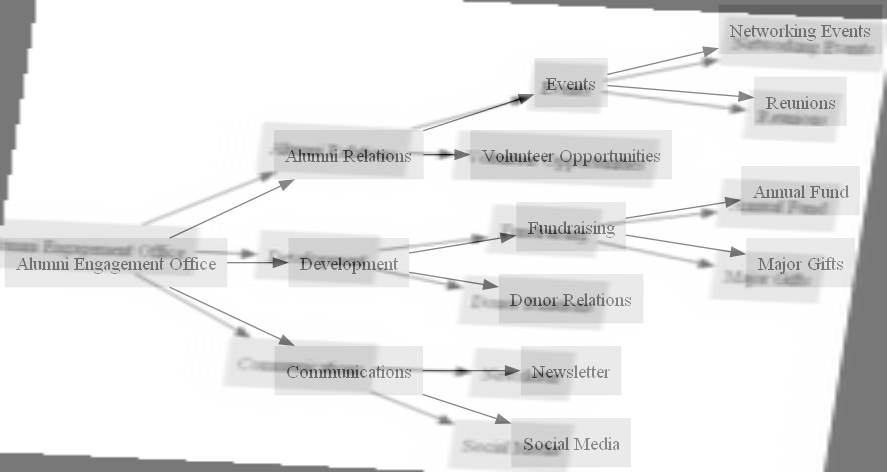 Networking Events
Events
Reunions
Alumni Relations
Volunteer Opportunities
Annual Fund
Fundraising
Alumni Engagement Office
Development
Major Gifts
Donor Relations
Communications
Newsletter
Social Media